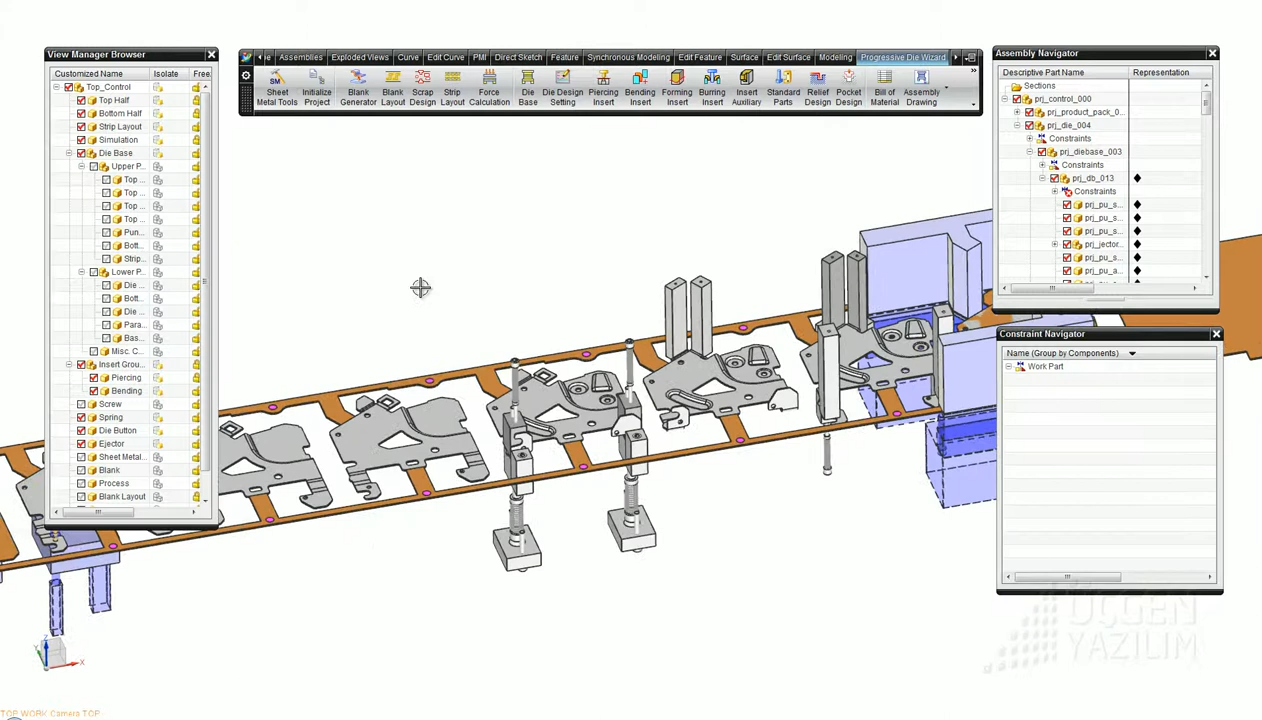 View Manager Browser
Customized Name Isolate Free
Top_Control
Top Half
Bottom Half
Strip Layout
Simulation
Die Base
Upper P...
Top ...
Top ...
Top ...
Top ...
Pun...
Bott...
Strip...
Lower P...
Die ...
Bott...
Die ...
Para...
Bas...
Misc. C...
Insert Grou...
Piercing
Bending
Screw
Spring
Die Button
Ejector
Sheet Metal...
Blank
Process
Blank Layout
Assemblies Exploded Views Curve Edit Curve PMI Direct Sketch Feature Synchronous Modeling Edit Feature Surface Edit Surface Modeling Progressive Die Wizard
Sheet Metal Tools
Initialize Project
Blank Generator
Blank Layout
Scrap Design
Strip Layout
Force Calculation
Die Base
Die Design Setting
Piercing Insert
Bending Insert
Forming Insert
Burring Insert
Insert Auxiliary
Standard Parts
Relief Design
Pocket Design
Bill of Material
Assembly Drawing
Assembly Navigator
Descriptive Part Name Representation
Sections
prj_control_000
prj_product_pack_0...
prj_die_004
Constraints
prj_diebase_003
Constraints
prj_db_013
Constraints
prj_pu_s...
prj_pu_s...
prj_pu_s...
prj_jector...
prj_pu_s...
prj_pu_a...
Constraint Navigator
Name (Group by Components)
Work Part
ÜÇGEN
YAZILIM
X
Y
Z
TOP WORK Camera TOP